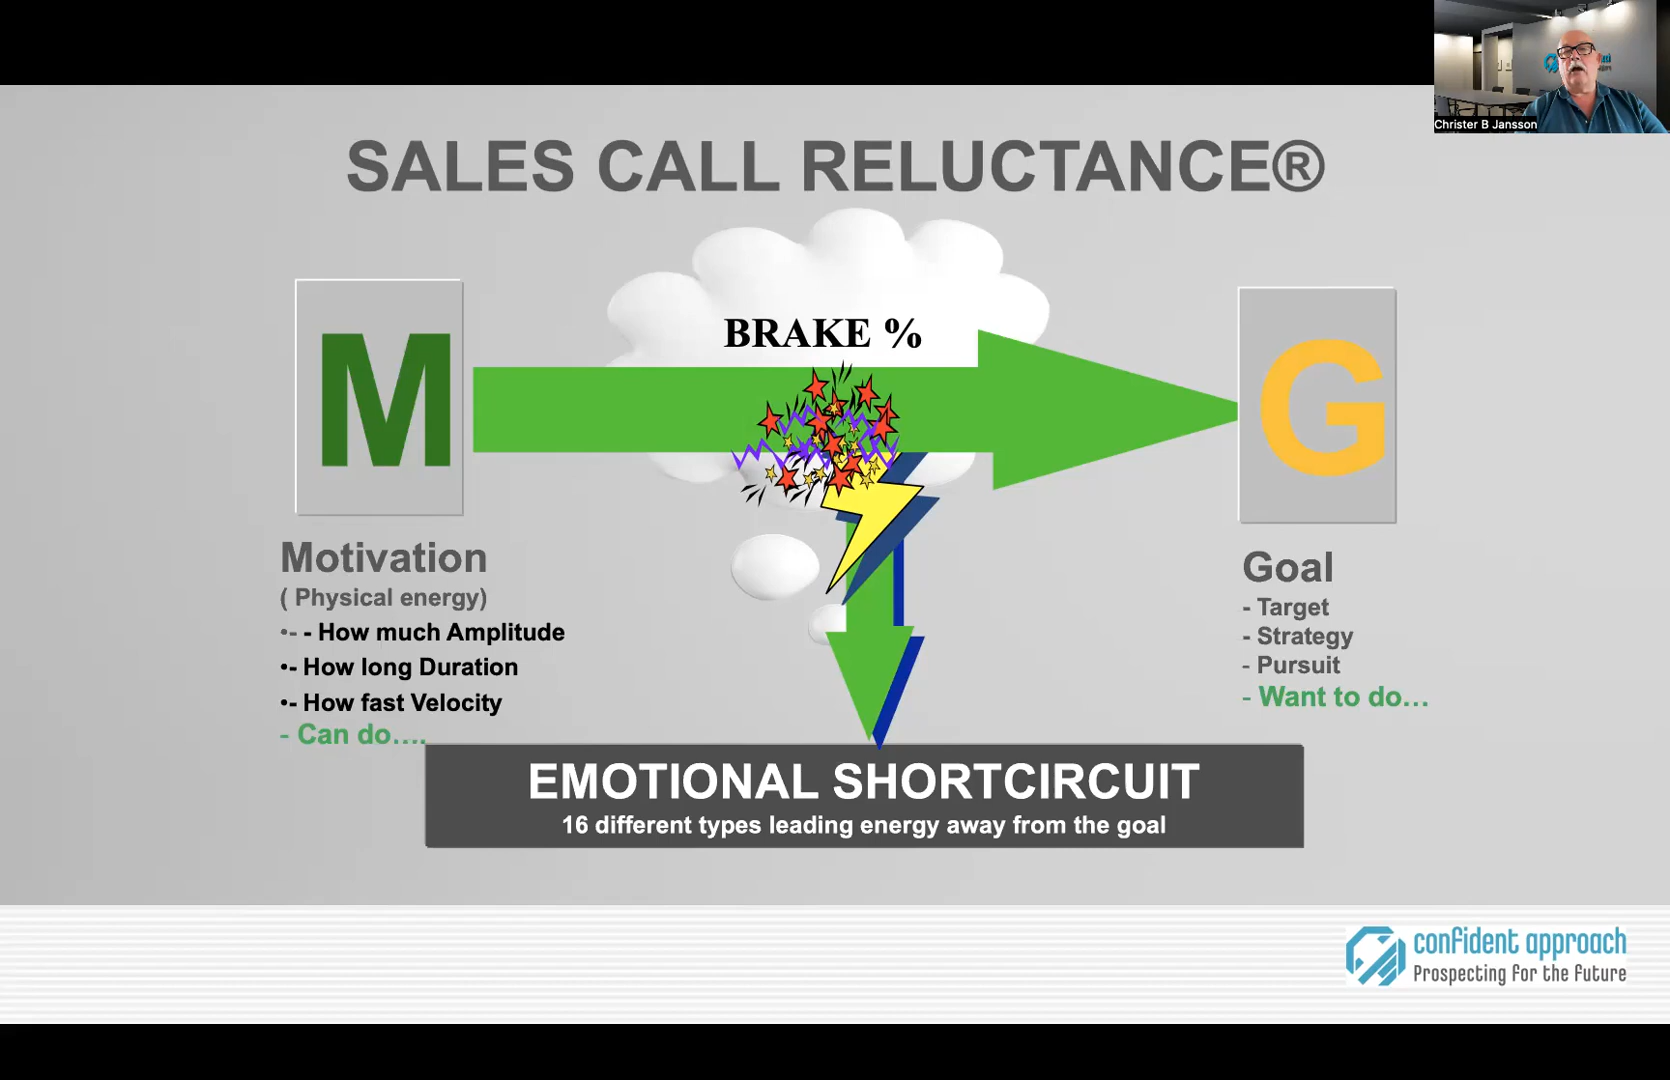 Christer B Jansson
SALES CALL RELUCTANCE®
BRAKE %
M
G
Motivation
( Physical energy)
•- - How much Amplitude
•- How long Duration
•- How fast Velocity
- Can do….
Goal
- Target
- Strategy
- Pursuit
- Want to do…
EMOTIONAL SHORTCIRCUIT
16 different types leading energy away from the goal
confident approach
Prospecting for the future